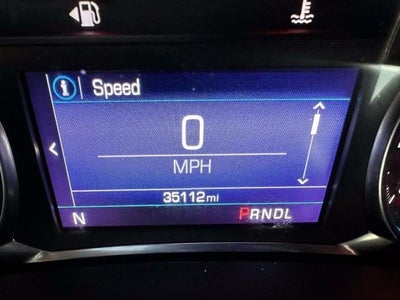 i Speed
0
MPH
35112mi
N PRNDL